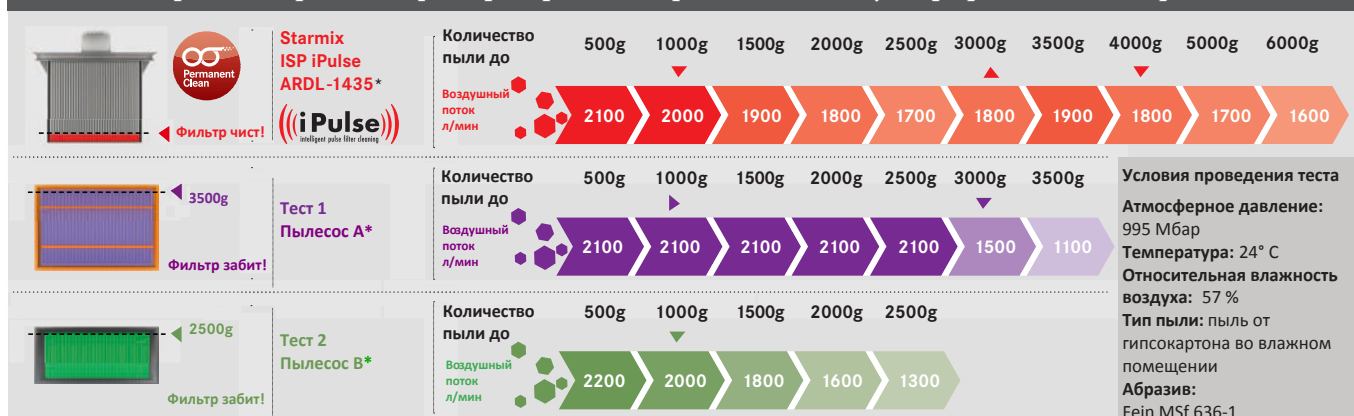 Permanent
Clean
Фильтр чист!
Starmix
ISP iPulse
ARDL-1435*
(((iPulse)))
intelligent pulse filter cleaning
Количество
пыли до
500g 1000g 1500g 2000g 2500g 3000g 3500g 4000g 5000g 6000g
Воздушный
поток
л/мин
2100 2000 1900 1800 1700 1800 1900 1800 1700 1600
3500g
Фильтр забит!
Тест 1
Пылесос A*
Количество
пыли до
500g 1000g 1500g 2000g 2500g 3000g 3500g
Воздушный
поток
л/мин
2100 2100 2100 2100 2100 1500 1100
2500g
Фильтр забит!
Тест 2
Пылесос B*
Количество
пыли до
500g 1000g 1500g 2000g 2500g
Воздушный
поток
л/мин
2200 2000 1800 1600 1300
Условия проведения теста
Атмосферное давление:
995 Мбар
Температура: 24° C
Относительная влажность
воздуха: 57 %
Тип пыли: пыль от
гипсокартона во влажном
помещении
Абразив:
Fein MSf 636-1